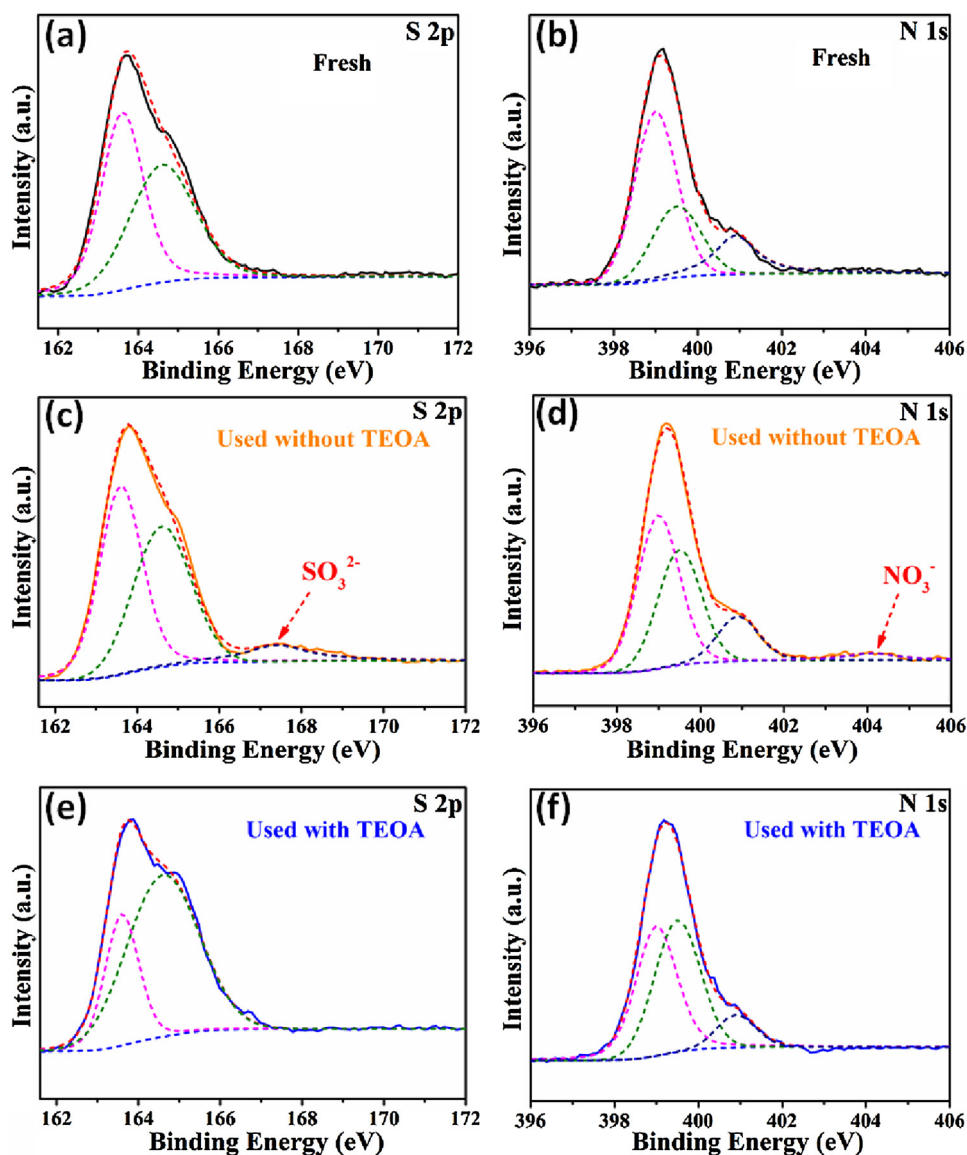 (a)
S 2p
Fresh
Intensity (a.u.)
162 164 166 168 170 172
Binding Energy (eV)
(b)
N 1s
Fresh
Intensity (a.u.)
396 398 400 402 404 406
Binding Energy (eV)
(c)
S 2p
Used without TEOA
SO₃²⁻
Intensity (a.u.)
162 164 166 168 170 172
Binding Energy (eV)
(d)
N 1s
Used without TEOA
NO₃⁻
Intensity (a.u.)
396 398 400 402 404 406
Binding Energy (eV)
(e)
S 2p
Used with TEOA
Intensity (a.u.)
162 164 166 168 170 172
Binding Energy (eV)
(f)
N 1s
Used with TEOA
Intensity (a.u.)
396 398 400 402 404 406
Binding Energy (eV)